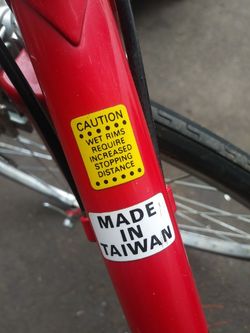 CAUTION
WET RIMS
REQUIRE
INCREASED
STOPPING
DISTANCE
MADE
IN
TAIWAN